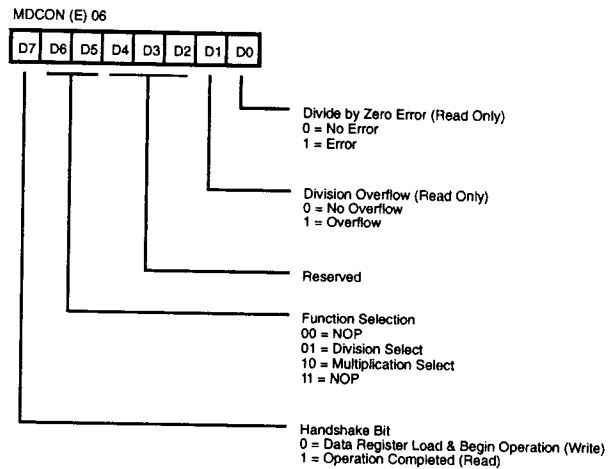 MDCON (E) 06
D7 D6 D5 D4 D3 D2 D1 D0
Divide by Zero Error (Read Only)
0 = No Error
1 = Error
Division Overflow (Read Only)
0 = No Overflow
1 = Overflow
Reserved
Function Selection
00 = NOP
01 = Division Select
10 = Multiplication Select
11 = NOP
Handshake Bit
0 = Data Register Load & Begin Operation (Write)
1 = Operation Completed (Read)